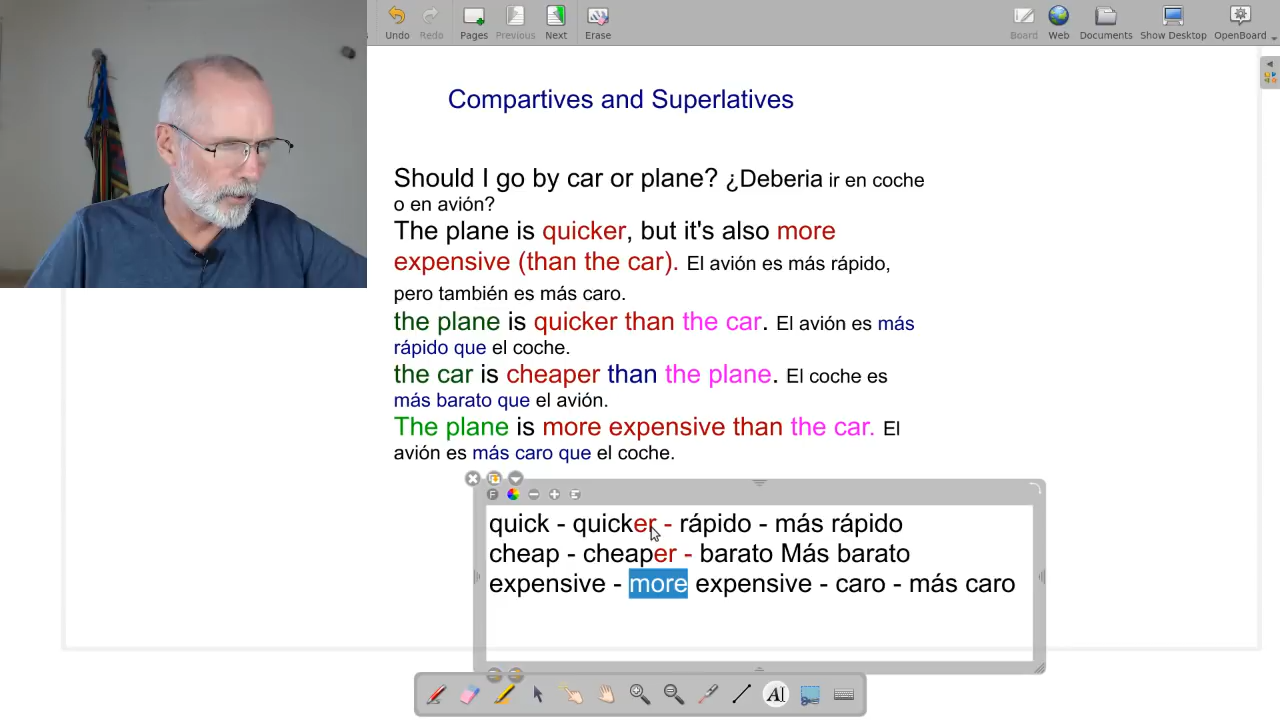 Undo Redo Pages Previous Next Erase Board Web Documents Show Desktop OpenBoard
Compartives and Superlatives
Should I go by car or plane? ¿Deberia ir en coche
o en avión?
The plane is quicker, but it's also more
expensive (than the car). El avión es más rápido,
pero también es más caro.
the plane is quicker than the car. El avión es más
rápido que el coche.
the car is cheaper than the plane. El coche es
más barato que el avión.
The plane is more expensive than the car. El
avión es más caro que el coche.
F
quick - quicker - rápido - más rápido
cheap - cheaper - barato Más barato
expensive - more expensive - caro - más caro
AI